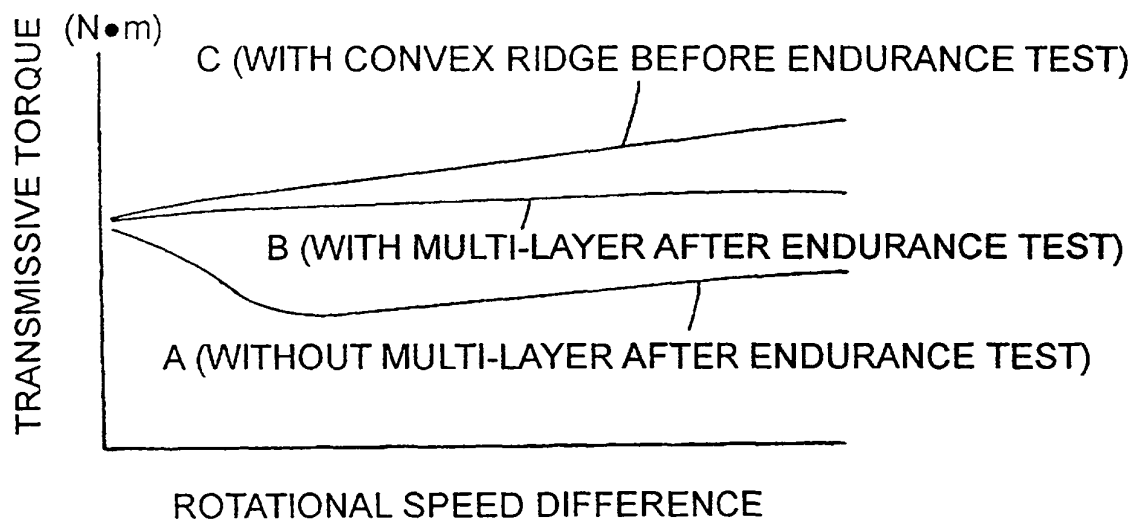 TRANSMISSIVE TORQUE (N●m)
C (WITH CONVEX RIDGE BEFORE ENDURANCE TEST)
B (WITH MULTI-LAYER AFTER ENDURANCE TEST)
A (WITHOUT MULTI-LAYER AFTER ENDURANCE TEST)
ROTATIONAL SPEED DIFFERENCE